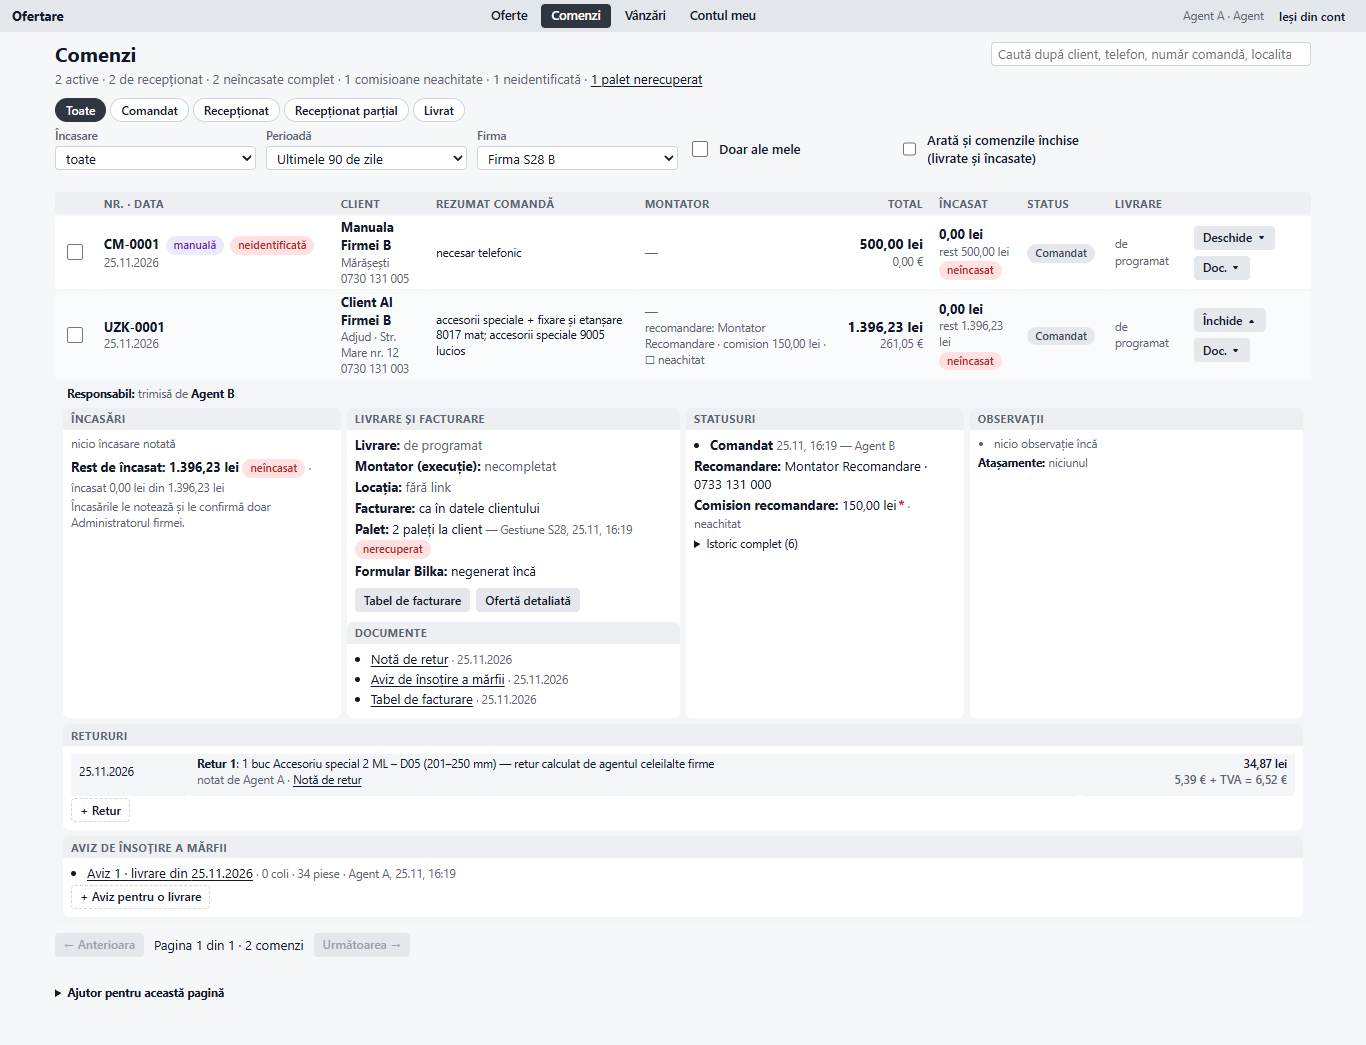 Ofertare
Oferte
Comenzi
Vânzări
Contul meu
Agent A · Agent
Ieși din cont
Comenzi
Caută după client, telefon, număr comandă, localita
2 active · 2 de recepționat · 2 neîncasate complet · 1 comisioane neachitate · 1 neidentificată · 1 palet nerecuperat
Toate
Comandat
Recepționat
Recepționat parțial
Livrat
Încasare
Perioadă
Firma
toate
Ultimele 90 de zile
Firma S28 B
Doar ale mele
Arată și comenzile închise
(livrate și încasate)
NR. · DATA
CLIENT
REZUMAT COMANDĂ
MONTATOR
TOTAL
ÎNCASAT
STATUS
LIVRARE
CM-0001 manuală neidentificată
25.11.2026
Manuala
Firmei B
Mărășești
0730 131 005
necesar telefonic
—
500,00 lei
0,00 €
0,00 lei
rest 500,00 lei
neîncasat
Comandat
de
programat
Deschide ▾
Doc. ▾
UZK-0001
25.11.2026
Client AI
Firmei B
Adjud · Str.
Mare nr. 12
0730 131 003
accesorii speciale + fixare și etanșare
8017 mat; accesorii speciale 9005
lucios
—
recomandare: Montator
Recomandare · comision 150,00 lei ·
☐ neachitat
1.396,23 lei
261,05 €
0,00 lei
rest 1.396,23
lei
neîncasat
Comandat
de
programat
Închide ▴
Doc. ▾
Responsabil: trimisă de Agent B
ÎNCASĂRI
nicio încasare notată
Rest de încasat: 1.396,23 lei neîncasat ·
încasat 0,00 lei din 1.396,23 lei
Încasările le notează și le confirmă doar
Administratorul firmei.
LIVRARE ȘI FACTURARE
Livrare: de programat
Montator (execuție): necompletat
Locația: fără link
Facturare: ca în datele clientului
Palet: 2 paleți la client — Gestiune S28, 25.11, 16:19
nerecuperat
Formular Bilka: negenerat încă
Tabel de facturare
Ofertă detaliată
DOCUMENTE
• Notă de retur · 25.11.2026
• Aviz de însoțire a mărfii · 25.11.2026
• Tabel de facturare · 25.11.2026
STATUSURI
• Comandat 25.11, 16:19 — Agent B
Recomandare: Montator Recomandare ·
0733 131 000
Comision recomandare: 150,00 lei * ·
neachitat
▶ Istoric complet (6)
OBSERVAȚII
• nicio observație încă
Atașamente: niciunul
RETURURI
25.11.2026
Retur 1: 1 buc Accesoriu special 2 ML – D05 (201–250 mm) — retur calculat de agentul celeilalte firme
notat de Agent A · Notă de retur
34,87 lei
5,39 € + TVA = 6,52 €
+ Retur
AVIZ DE ÎNSOȚIRE A MĂRFII
• Aviz 1 · livrare din 25.11.2026 · 0 coli · 34 piese · Agent A, 25.11, 16:19
+ Aviz pentru o livrare
← Anterioara
Pagina 1 din 1 · 2 comenzi
Următoarea →
▶ Ajutor pentru această pagină